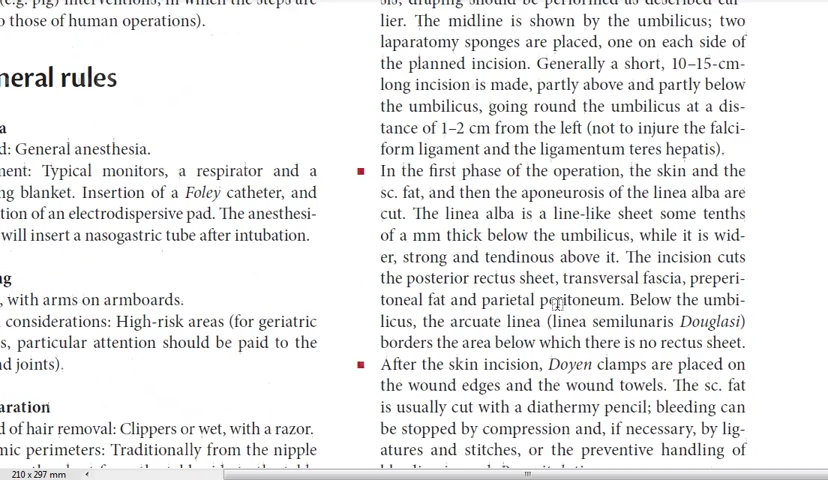 (e.g. pig) interventions, in which the steps are
o those of human operations).
neral rules
a
d: General anesthesia.
ment: Typical monitors, a respirator and a
ng blanket. Insertion of a Foley catheter, and
tion of an electrodispersive pad. The anesthesi-
will insert a nasogastric tube after intubation.
ng
, with arms on armboards.
considerations: High-risk areas (for geriatric
s, particular attention should be paid to the
nd joints).
aration
d of hair removal: Clippers or wet, with a razor.
mic perimeters: Traditionally from the nipple
sis, draping should be performed as described ear-
lier. The midline is shown by the umbilicus; two
laparatomy sponges are placed, one on each side of
the planned incision. Generally a short, 10–15-cm-
long incision is made, partly above and partly below
the umbilicus, going round the umbilicus at a dis-
tance of 1–2 cm from the left (not to injure the falci-
form ligament and the ligamentum teres hepatis).
In the first phase of the operation, the skin and the
sc. fat, and then the aponeurosis of the linea alba are
cut. The linea alba is a line-like sheet some tenths
of a mm thick below the umbilicus, while it is wid-
er, strong and tendinous above it. The incision cuts
the posterior rectus sheet, transversal fascia, preperi-
toneal fat and parietal peritoneum. Below the umbi-
licus, the arcuate linea (linea semilunaris Douglasi)
borders the area below which there is no rectus sheet.
After the skin incision, Doyen clamps are placed on
the wound edges and the wound towels. The sc. fat
is usually cut with a diathermy pencil; bleeding can
be stopped by compression and, if necessary, by lig-
atures and stitches, or the preventive handling of
210 x 297 mm